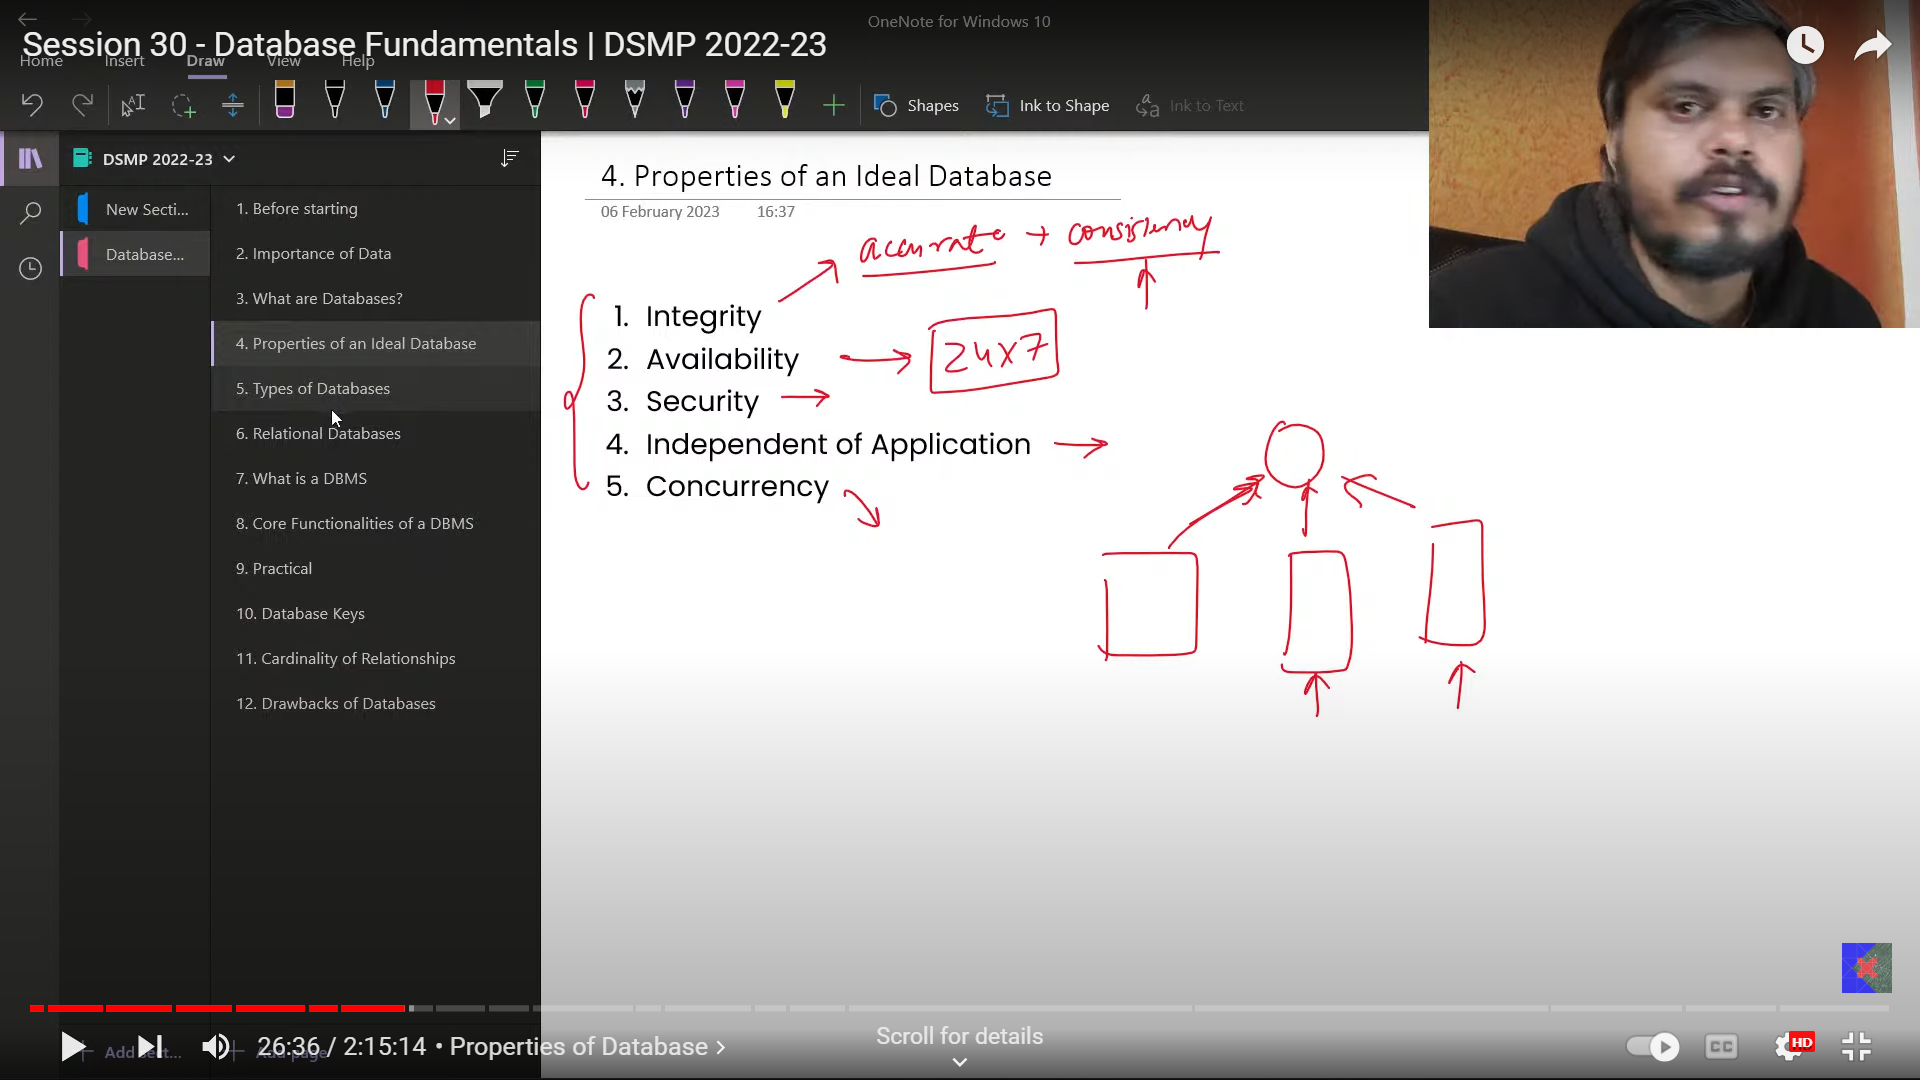 OneNote for Windows 10
Session 30 - Database Fundamentals | DSMP 2022-23
Home Insert Draw View Help
Shapes Ink to Shape Ink to Text
DSMP 2022-23
New Secti...
Database...
1. Before starting
2. Importance of Data
3. What are Databases?
4. Properties of an Ideal Database
5. Types of Databases
6. Relational Databases
7. What is a DBMS
8. Core Functionalities of a DBMS
9. Practical
10. Database Keys
11. Cardinality of Relationships
12. Drawbacks of Databases
4. Properties of an Ideal Database
06 February 2023 16:37
accurate + consistency
1. Integrity
2. Availability
24x7
3. Security
4. Independent of Application
5. Concurrency
Add sect...
Add page
26:36 / 2:15:14 • Properties of Database
Scroll for details
CC
HD